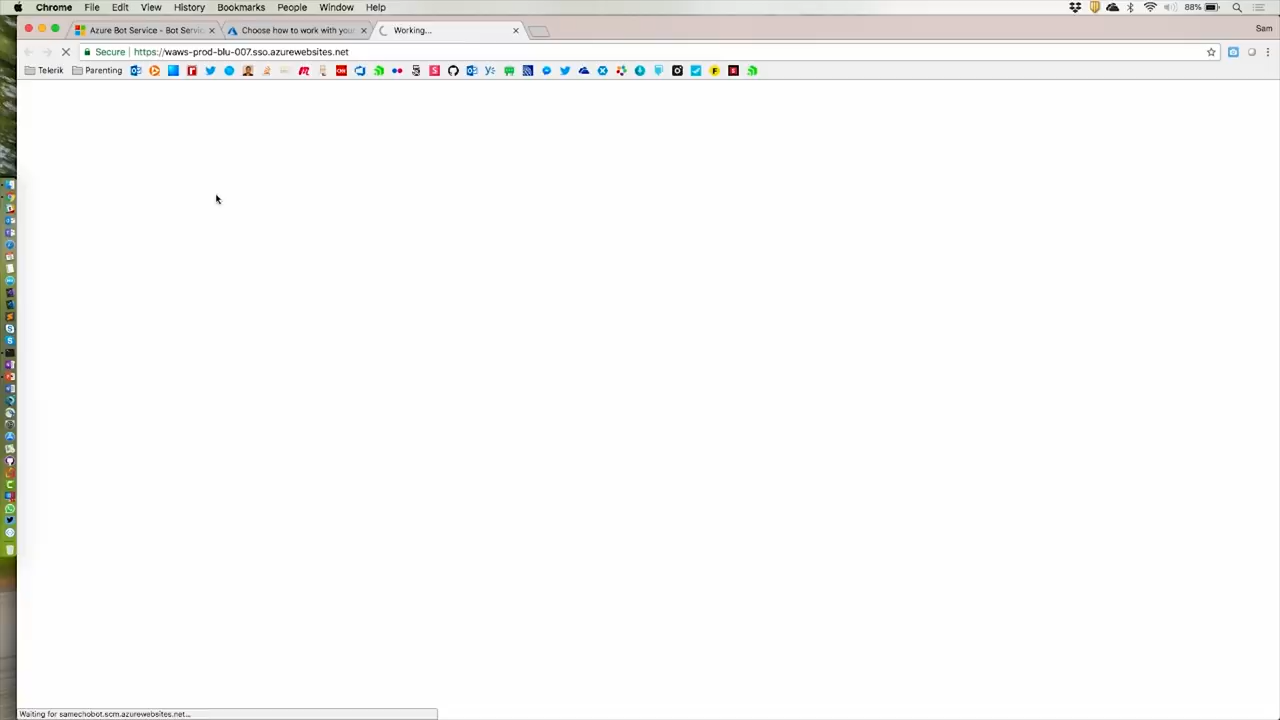 Chrome File Edit View History Bookmarks People Window Help 88%
Azure Bot Service - Bot Servic Choose how to work with your Working... Sam
Secure https://waws-prod-blu-007.sso.azurewebsites.net
Telerik Parenting
Waiting for samechobot.scm.azurewebsites.net...